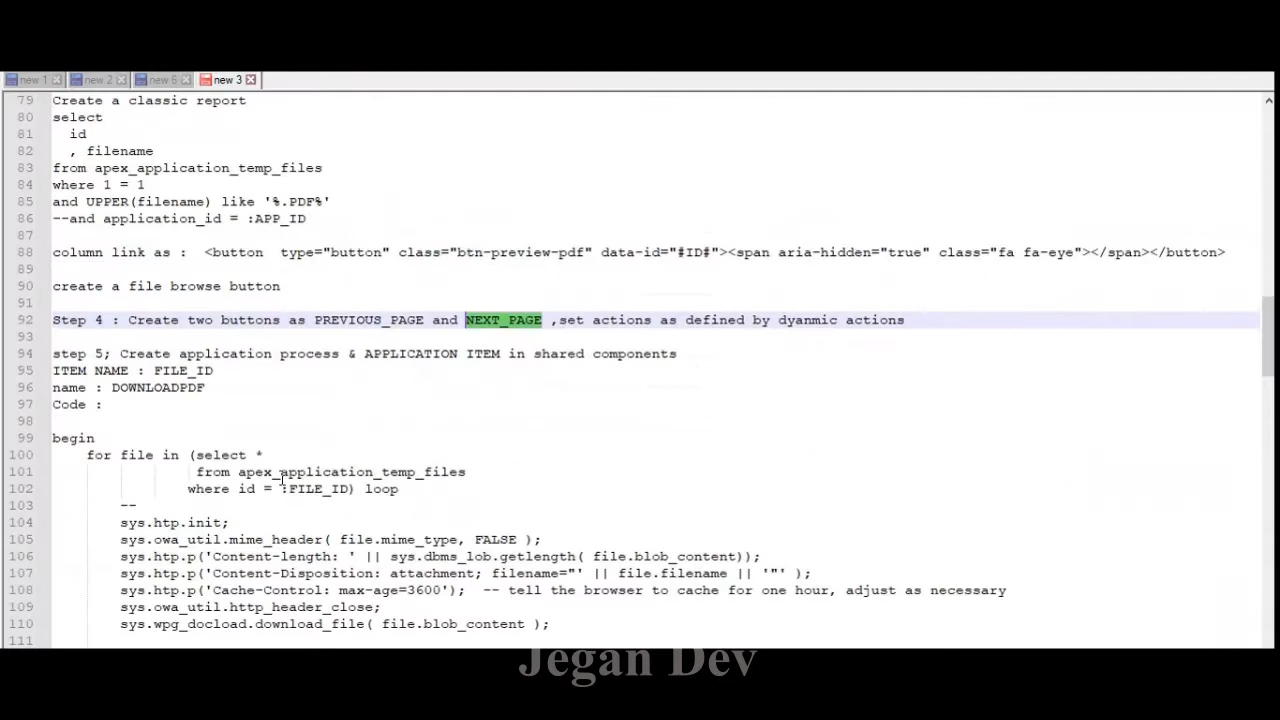 new 1 new 2 new 6 new 3
79 Create a classic report
80 select
81 id
82 , filename
83 from apex_application_temp_files
84 where 1 = 1
85 and UPPER(filename) like '%.PDF%'
86 --and application_id = :APP_ID
87
88 column link as : <button type="button" class="btn-preview-pdf" data-id="#ID#"><span aria-hidden="true" class="fa fa-eye"></span></button>
89
90 create a file browse button
91
92 Step 4 : Create two buttons as PREVIOUS_PAGE and NEXT_PAGE ,set actions as defined by dyanmic actions
93
94 step 5; Create application process & APPLICATION ITEM in shared components
95 ITEM NAME : FILE_ID
96 name : DOWNLOADPDF
97 Code :
98
99 begin
100 for file in (select *
101 from apex_application_temp_files
102 where id = :FILE_ID) loop
103 --
104 sys.htp.init;
105 sys.owa_util.mime_header( file.mime_type, FALSE );
106 sys.htp.p('Content-length: ' || sys.dbms_lob.getlength( file.blob_content));
107 sys.htp.p('Content-Disposition: attachment; filename="' || file.filename || '"' );
108 sys.htp.p('Cache-Control: max-age=3600'); -- tell the browser to cache for one hour, adjust as necessary
109 sys.owa_util.http_header_close;
110 sys.wpg_docload.download_file( file.blob_content );
111
Jegan Dev